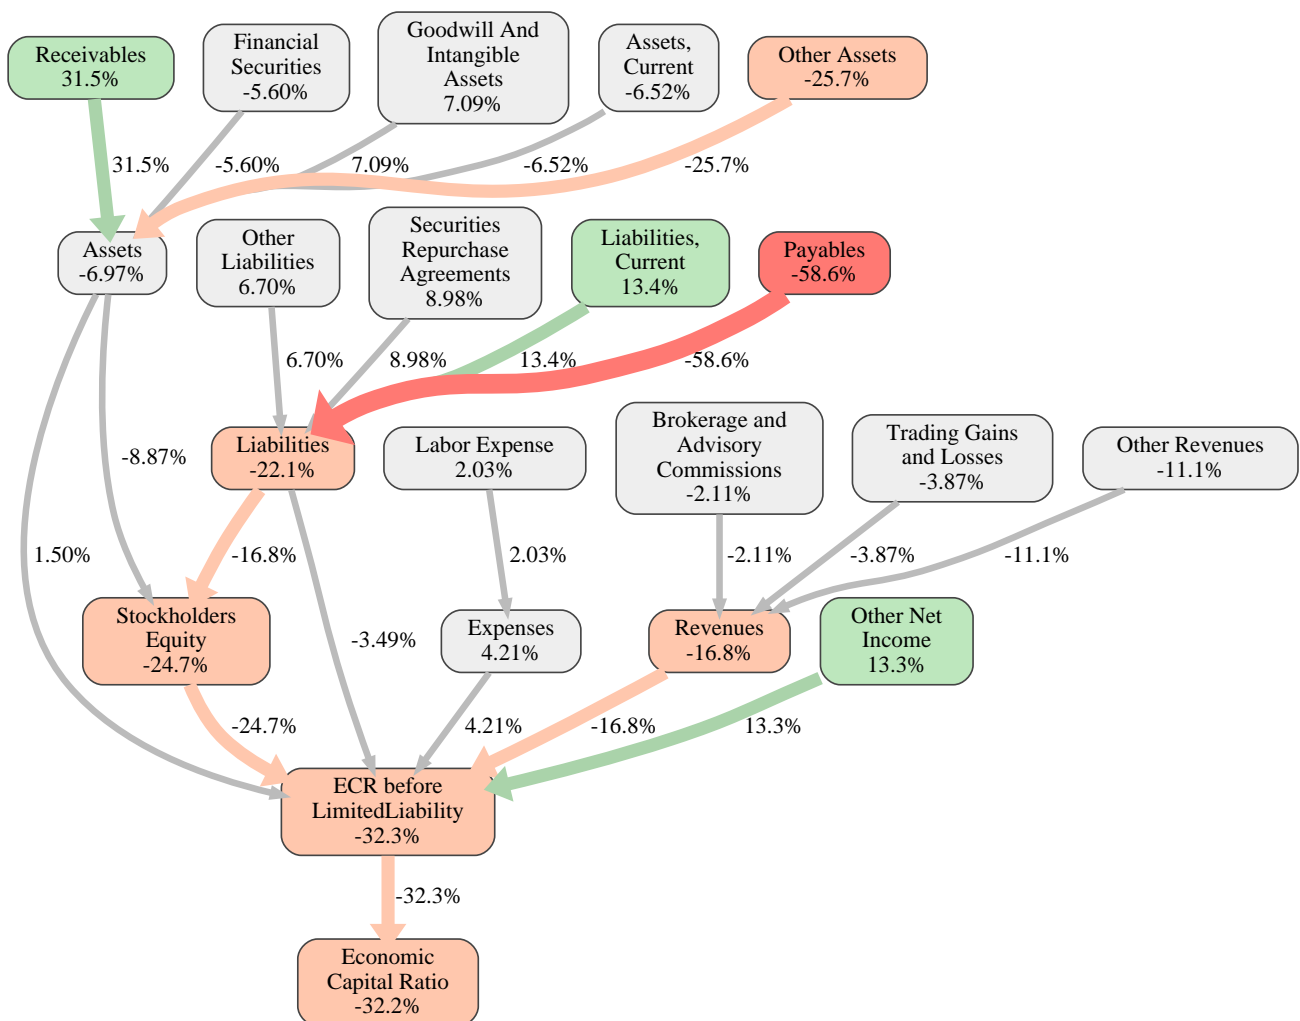 Receivables
31.5%
Financial
Securities
-5.60%
Goodwill And
Intangible
Assets
7.09%
Assets,
Current
-6.52%
Other Assets
-25.7%
31.5%
-5.60%
7.09%
-6.52%
-25.7%
Assets
-6.97%
Other
Liabilities
6.70%
Securities
Repurchase
Agreements
8.98%
Liabilities,
Current
13.4%
Payables
-58.6%
6.70%
8.98%
13.4%
-58.6%
Liabilities
-22.1%
Labor Expense
2.03%
Brokerage and
Advisory
Commissions
-2.11%
Trading Gains
and Losses
-3.87%
Other Revenues
-11.1%
-8.87%
1.50%
-16.8%
2.03%
-2.11%
-3.87%
-11.1%
Stockholders
Equity
-24.7%
-3.49%
Expenses
4.21%
Revenues
-16.8%
Other Net
Income
13.3%
-24.7%
4.21%
-16.8%
13.3%
ECR before
LimitedLiability
-32.3%
-32.3%
Economic
Capital Ratio
-32.2%